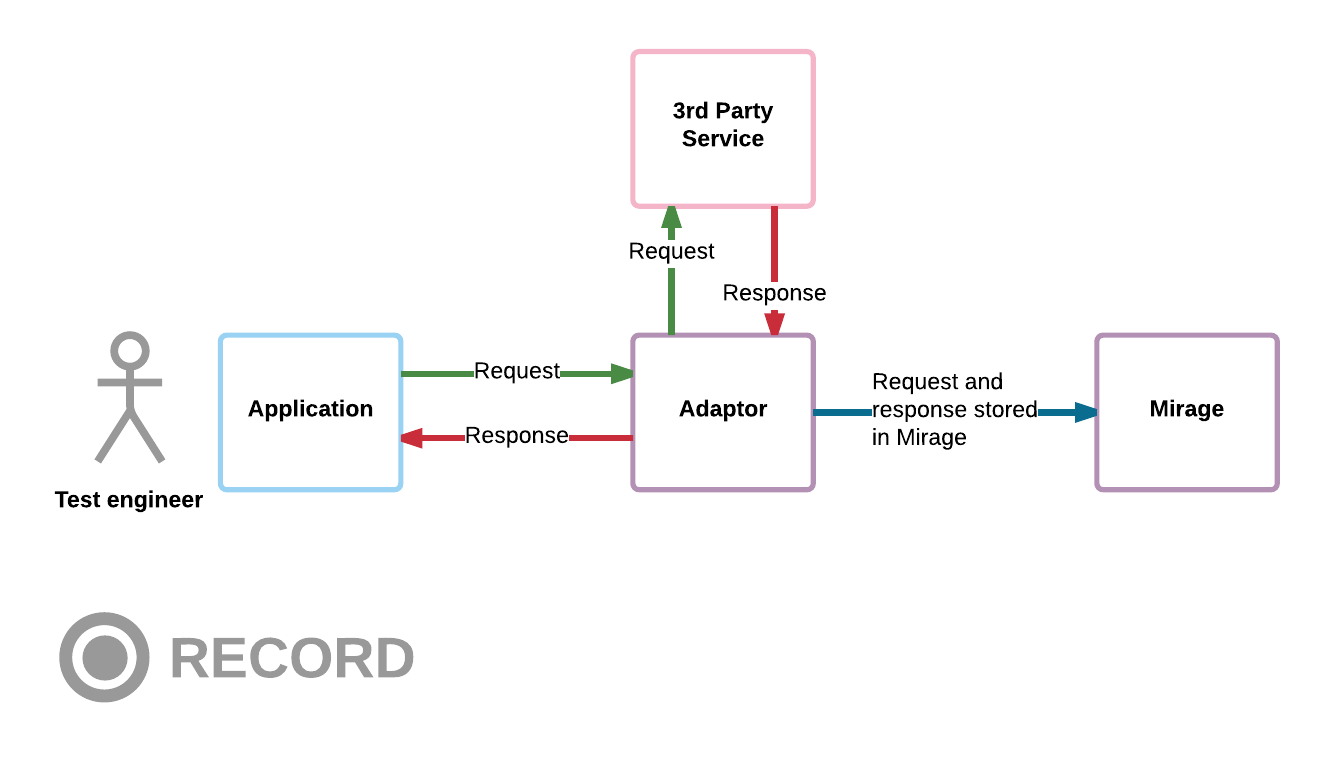 3rd Party
Service
Request
Response
Application
Request
Response
Adaptor
Request and
response stored
in Mirage
Mirage
Test engineer
RECORD